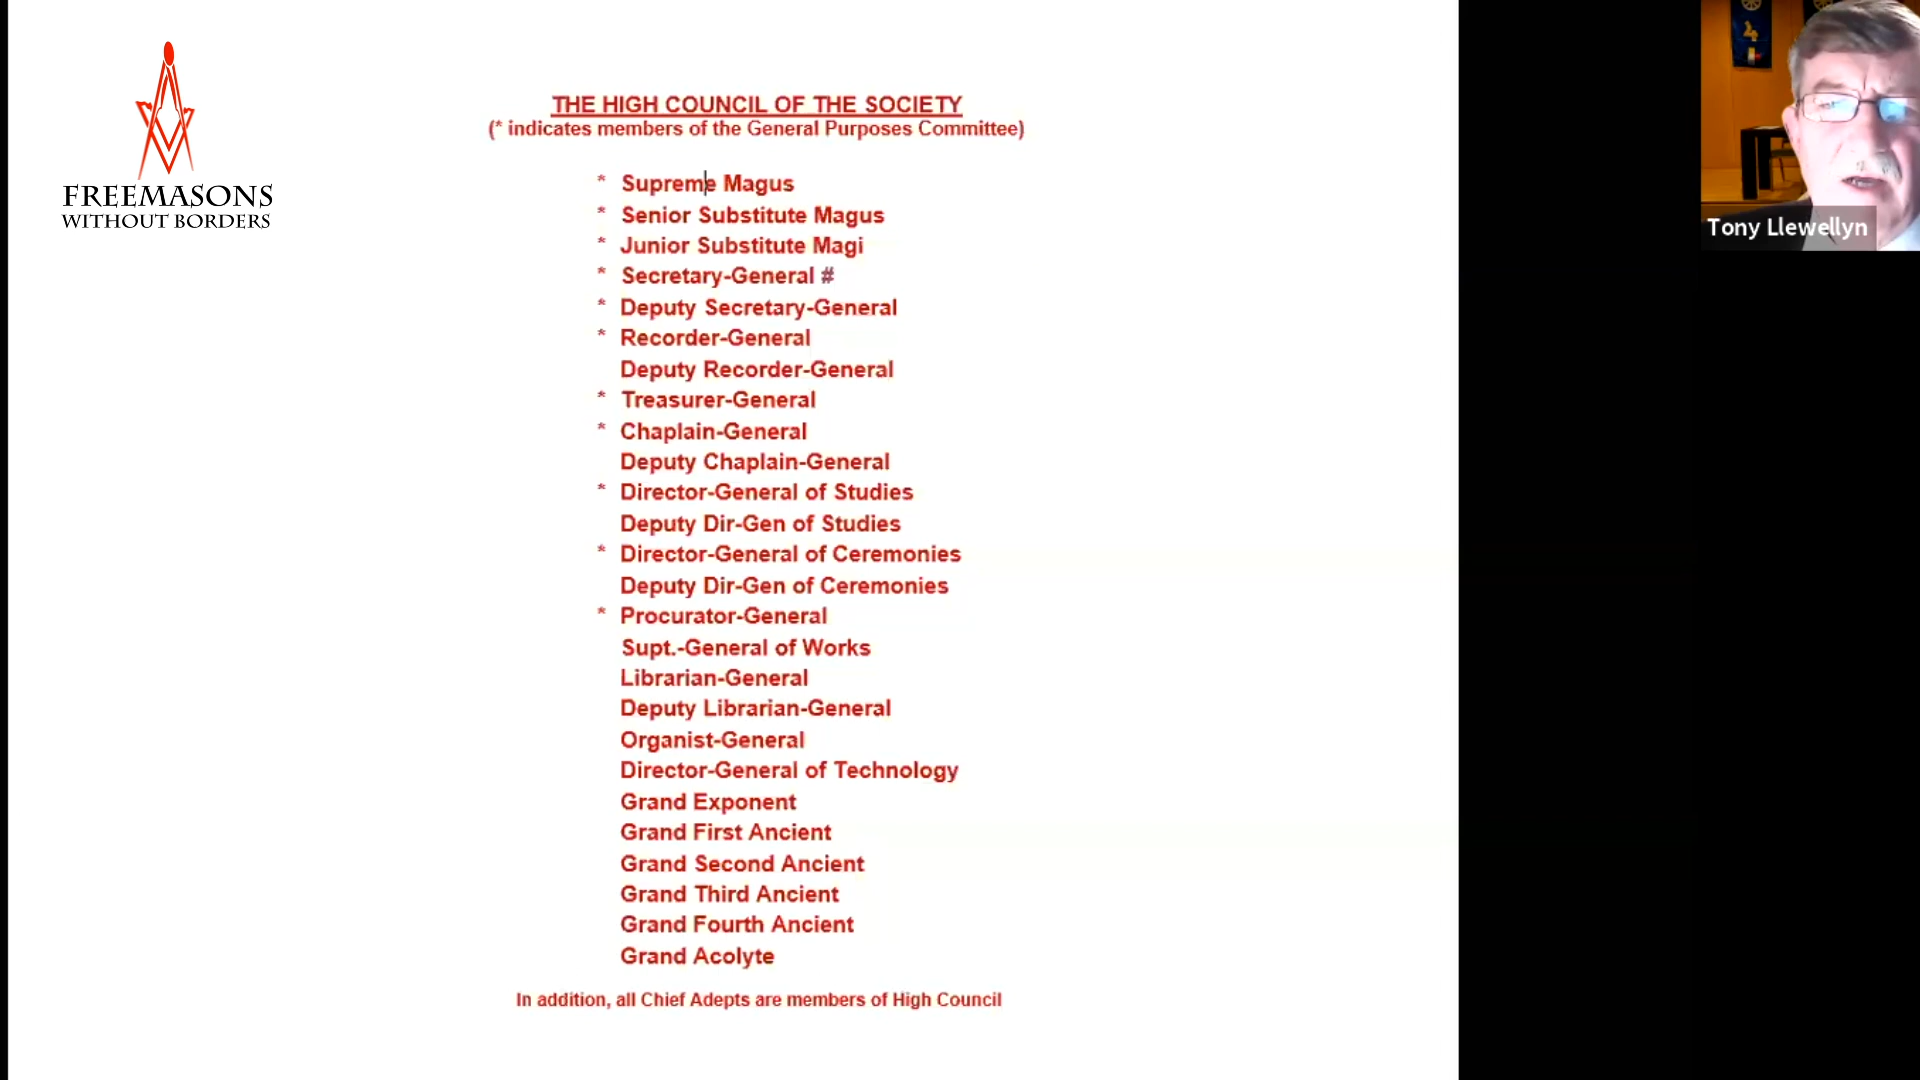 FREEMASONS
WITHOUT BORDERS
THE HIGH COUNCIL OF THE SOCIETY
(* indicates members of the General Purposes Committee)
* Supreme Magus
* Senior Substitute Magus
* Junior Substitute Magi
* Secretary-General #
* Deputy Secretary-General
* Recorder-General
Deputy Recorder-General
* Treasurer-General
* Chaplain-General
Deputy Chaplain-General
* Director-General of Studies
Deputy Dir-Gen of Studies
* Director-General of Ceremonies
Deputy Dir-Gen of Ceremonies
* Procurator-General
Supt.-General of Works
Librarian-General
Deputy Librarian-General
Organist-General
Director-General of Technology
Grand Exponent
Grand First Ancient
Grand Second Ancient
Grand Third Ancient
Grand Fourth Ancient
Grand Acolyte
In addition, all Chief Adepts are members of High Council
Tony Llewellyn